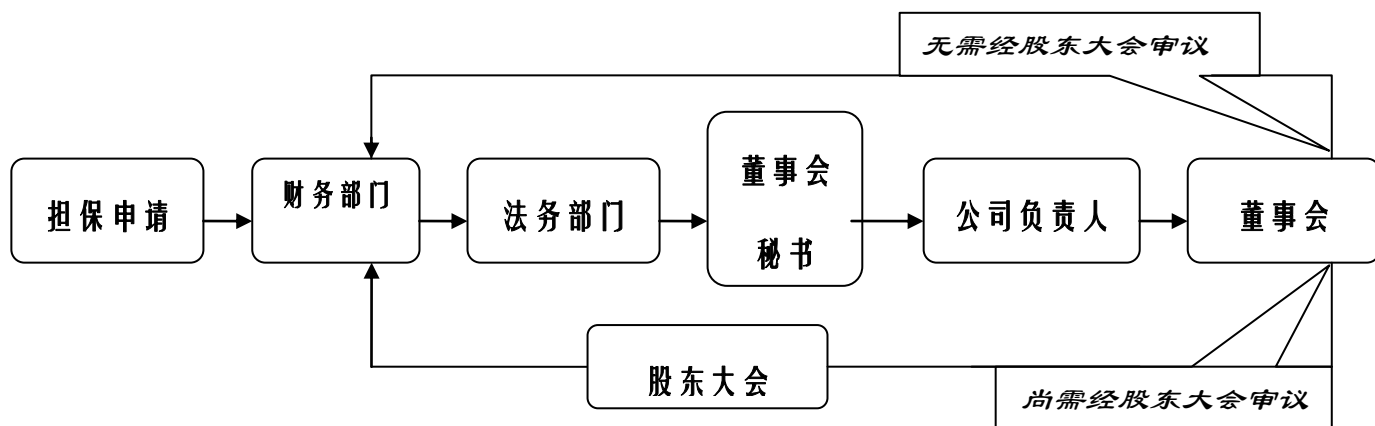 无需经股东大会审议
担保申请
财务部门
法务部门
董事会
秘书
公司负责人
董事会
股东大会
尚需经股东大会审议